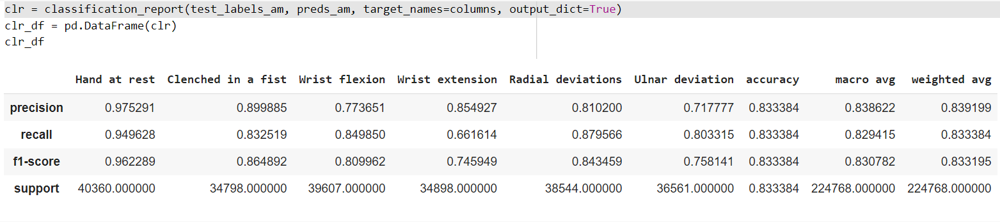 clr = classification_report(test_labels_am, preds_am, target_names=columns, output_dict=True)
clr_df = pd.DataFrame(clr)
clr_df
Hand at rest Clenched in a fist Wrist flexion Wrist extension Radial deviations Ulnar deviation accuracy macro avg weighted avg
precision 0.975291 0.899885 0.773651 0.854927 0.810200 0.717777 0.833384 0.838622 0.839199
recall 0.949628 0.832519 0.849850 0.661614 0.879566 0.803315 0.833384 0.829415 0.833384
f1-score 0.962289 0.864892 0.809962 0.745949 0.843459 0.758141 0.833384 0.830782 0.833195
support 40360.000000 34798.000000 39607.000000 34898.000000 38544.000000 36561.000000 0.833384 224768.000000 224768.000000